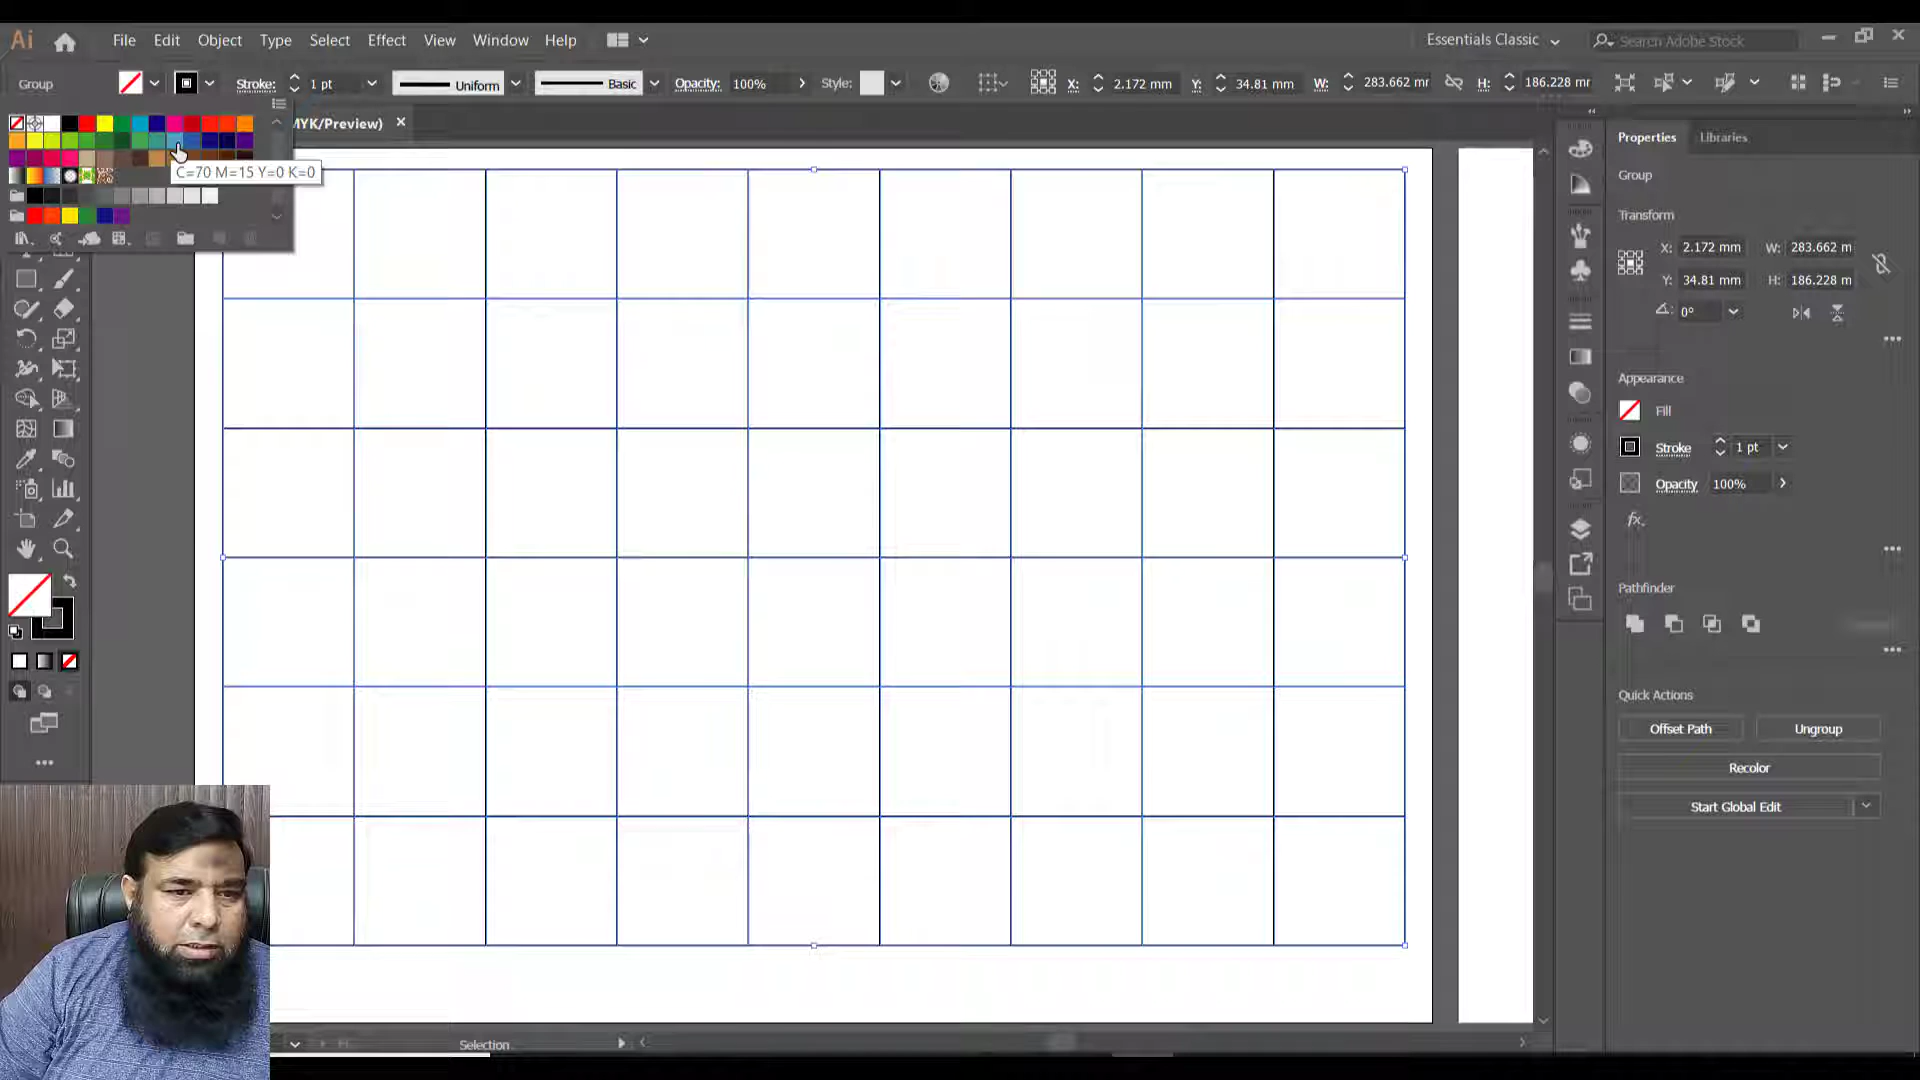 Ai File Edit Object Type Select Effect View Window Help Essentials Classic Search Adobe Stock
Group Stroke: 1 pt Uniform Basic Opacity: 100% Style: X: 2.172 mm Y: 34.81 mm W: 283.662 mr H: 186.228 mr
MYK/Preview) ×
Properties Libraries
C=70 M=15 Y=0 K=0
Group
Transform
X: 2.172 mm W: 283.662 m
Y: 34.81 mm H: 186.228 m
0°
Appearance
Fill
Stroke 1 pt
Opacity 100%
fx
Pathfinder
Quick Actions
Offset Path Ungroup
Recolor
Start Global Edit
Selection